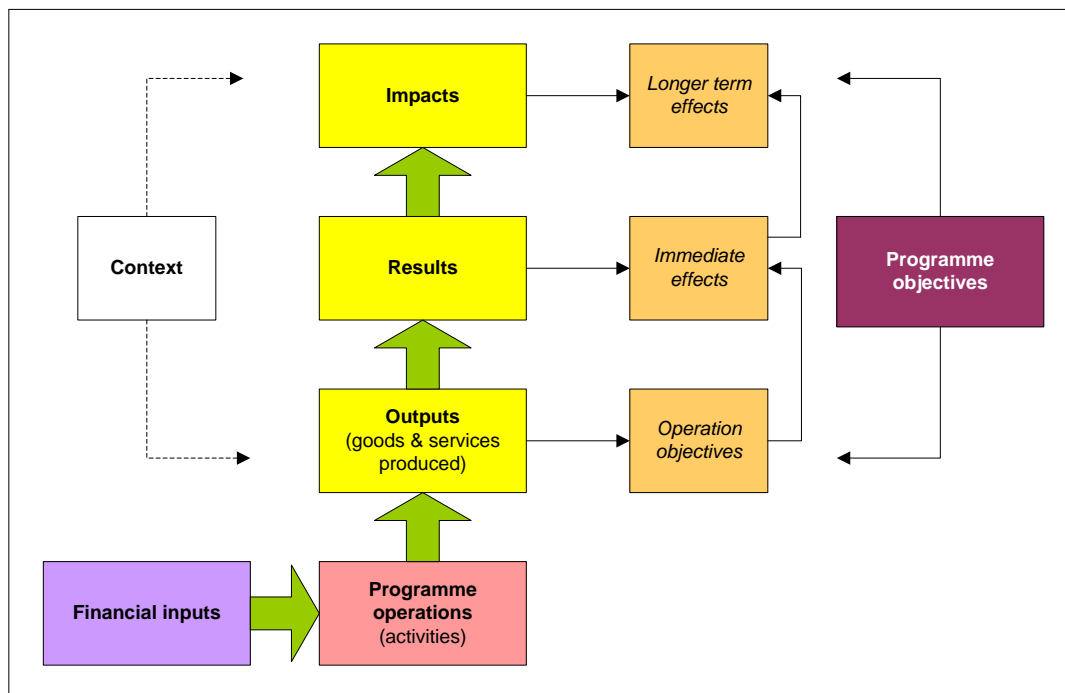 Impacts
Longer term
effects
Context
Results
Immediate
effects
Programme
objectives
Outputs
(goods & services
produced)
Operation
objectives
Financial inputs
Programme
operations
(activities)